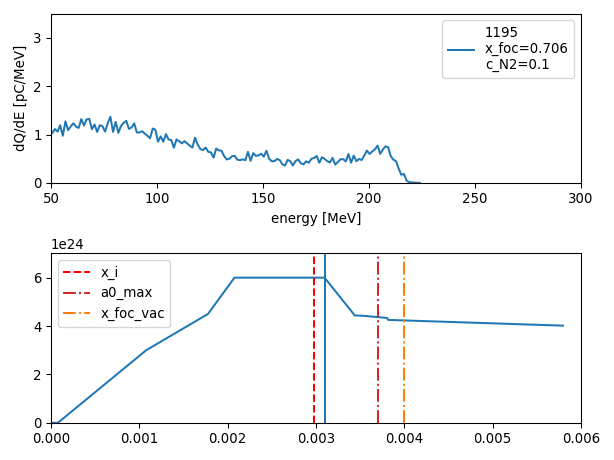 3
2
1
0
dQ/dE [pC/MeV]
1195
x_foc=0.706
c_N2=0.1
50
100
150
200
250
300
energy [MeV]
1e24
6
4
2
0
x_i
a0_max
x_foc_vac
0.000
0.001
0.002
0.003
0.004
0.005
0.006